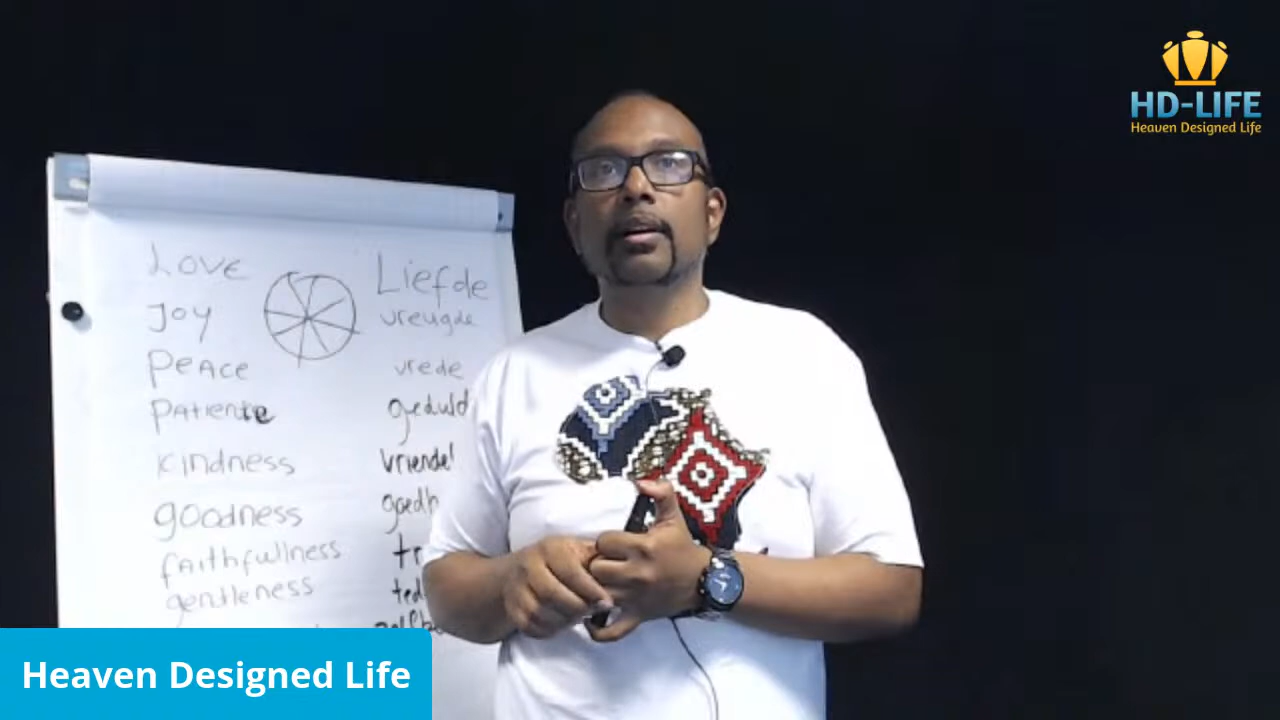 HD-LIFE
Heaven Designed Life
Love Liefde
Joy vreugde
Peace vrede
Patience geduld
Kindness
goodness
faithfullness
gentleness
Heaven Designed Life